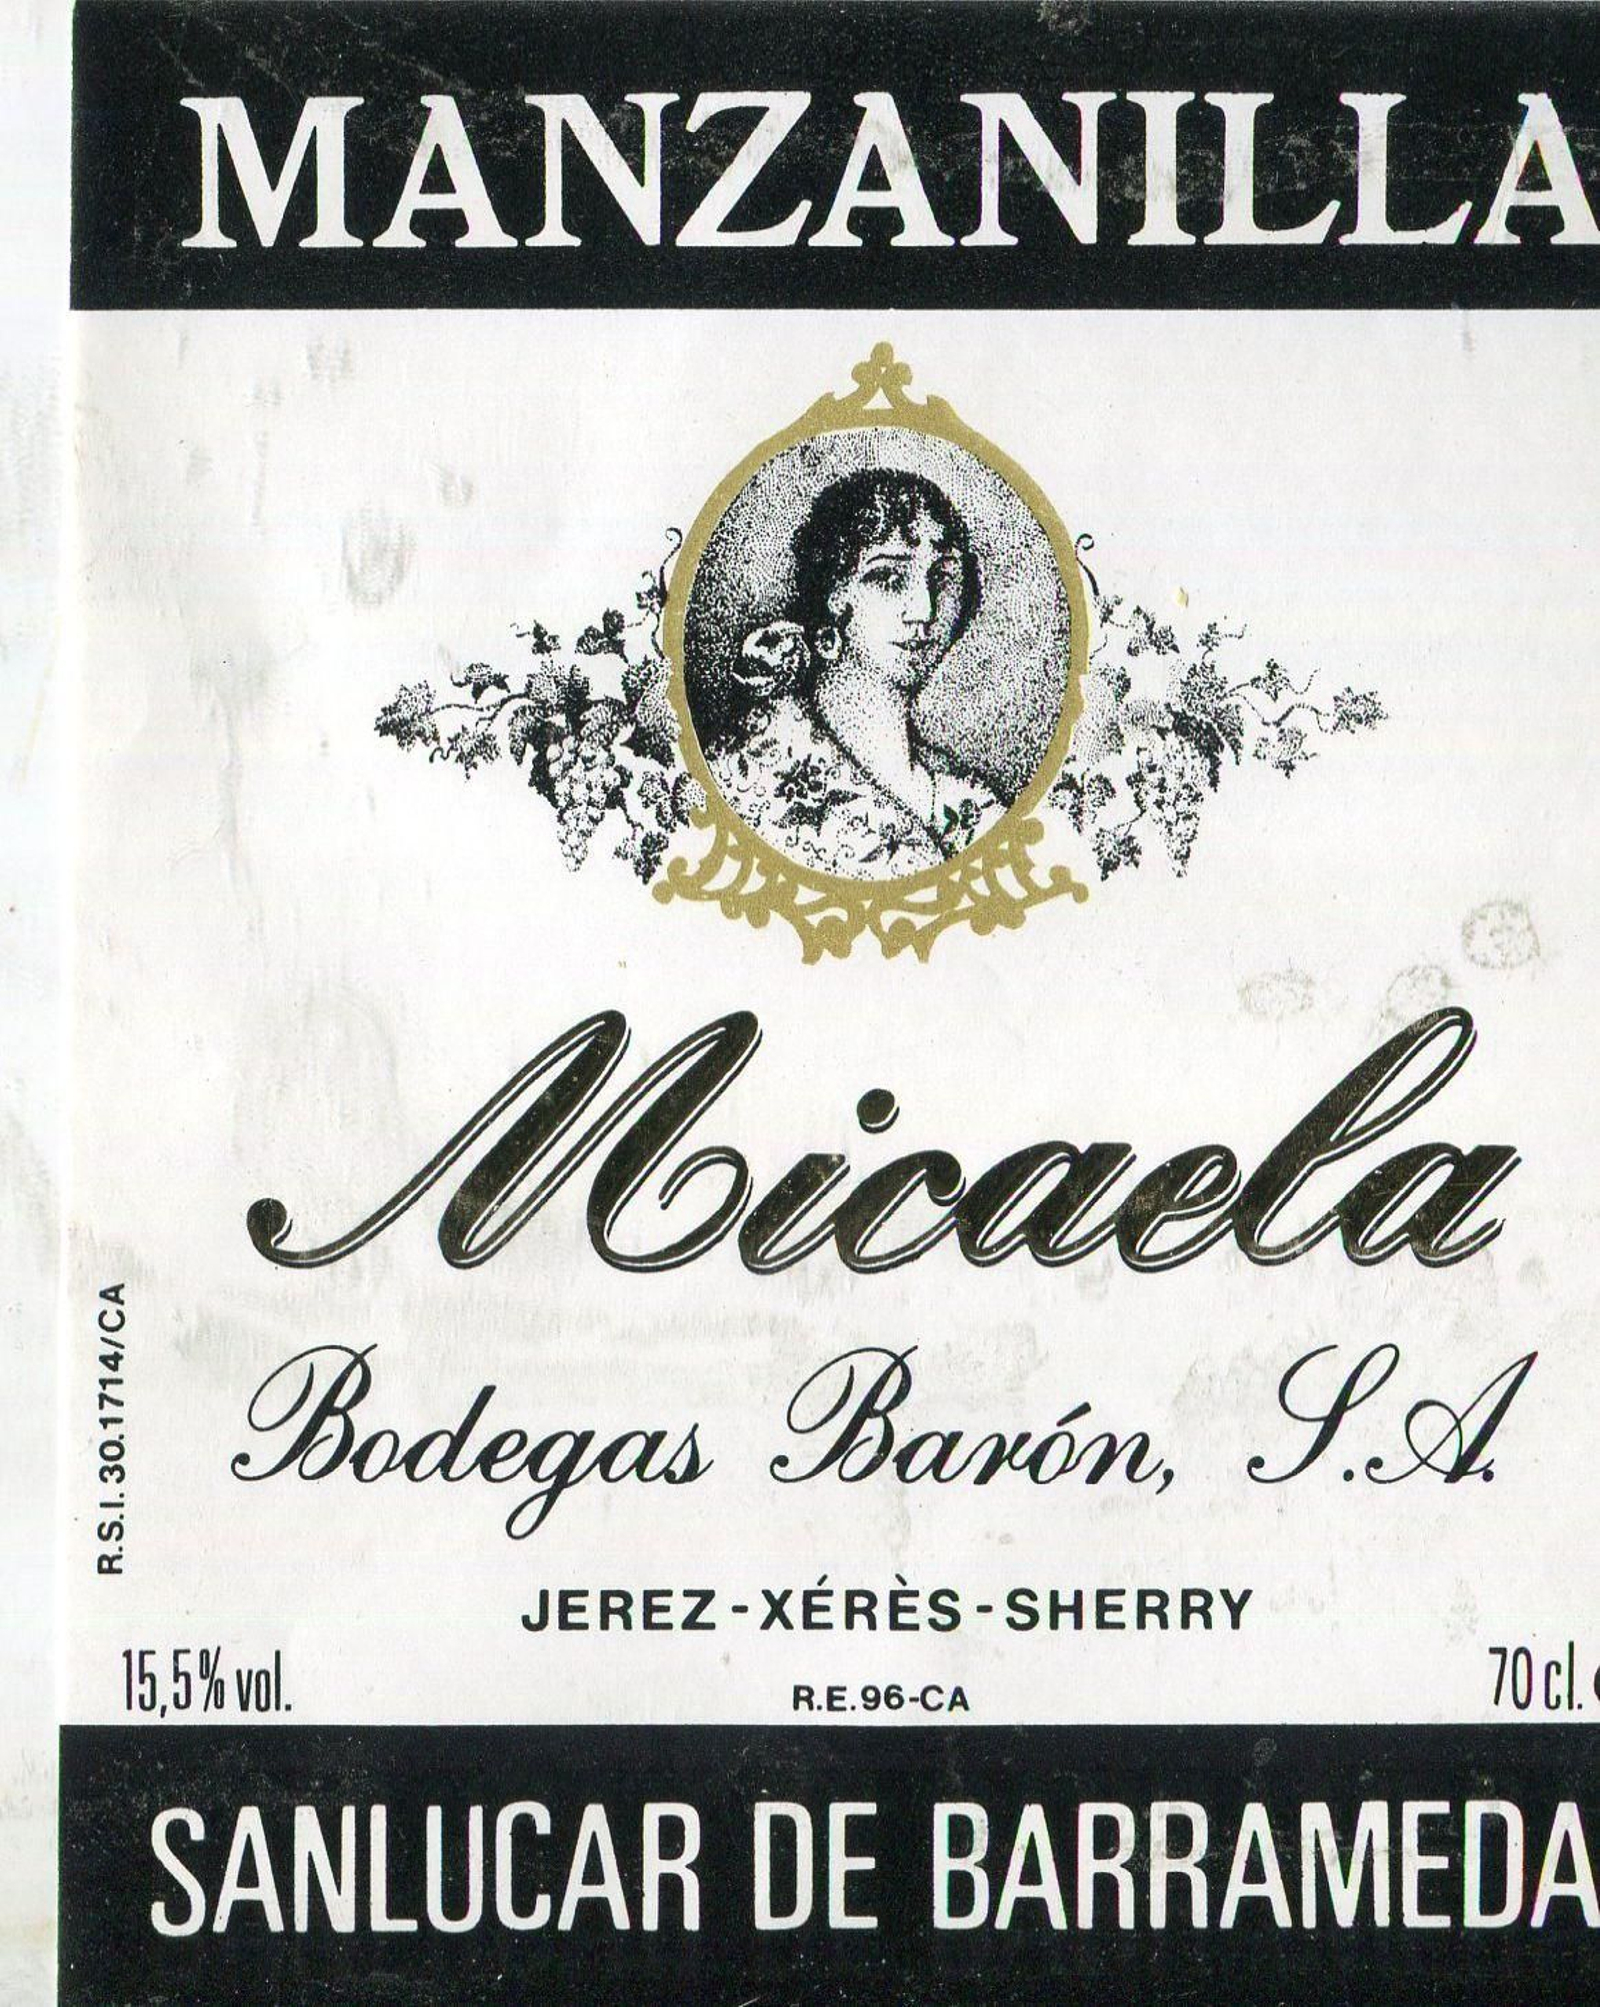 MANZANILLA
Micaela
Bodegas Barón, S.A.
R.S.I.30.1714/CA
JEREZ-XÉRÈS-SHERRY
15,5% vol.
R.E.96-CA
70 cl.
SANLUCAR DE BARRAMEDA